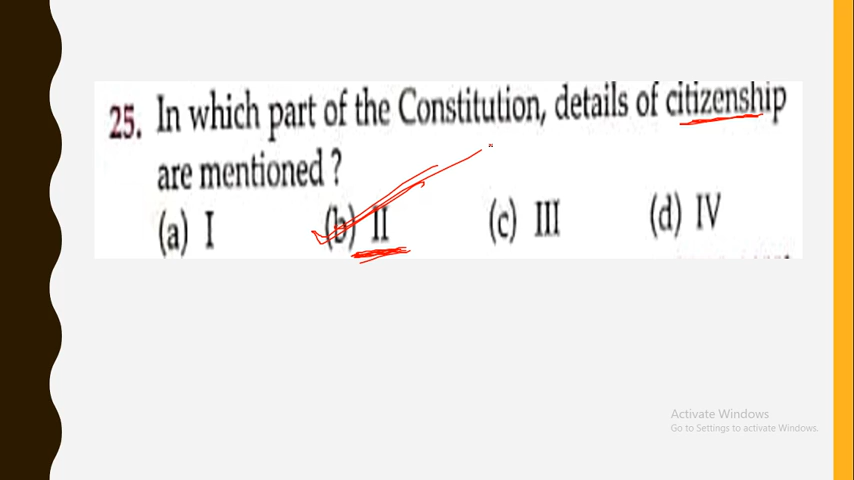 25. In which part of the Constitution, details of citizenship
are mentioned ?
(a) I (b) II (c) III (d) IV
Activate Windows
Go to Settings to activate Windows.